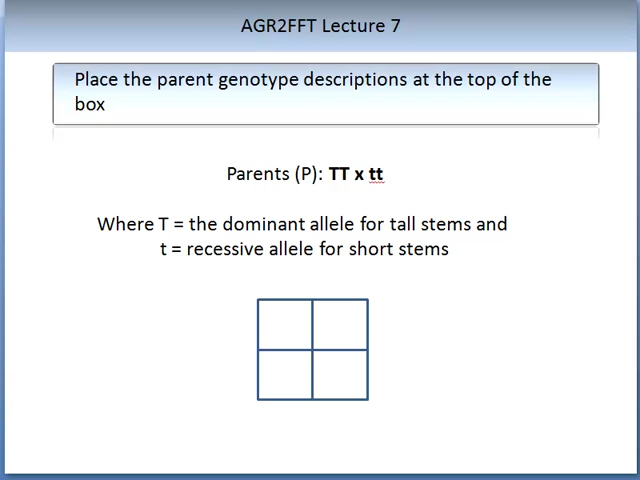 AGR2FFT Lecture 7
Place the parent genotype descriptions at the top of the
box
Parents (P): TT x tt
Where T = the dominant allele for tall stems and
t = recessive allele for short stems